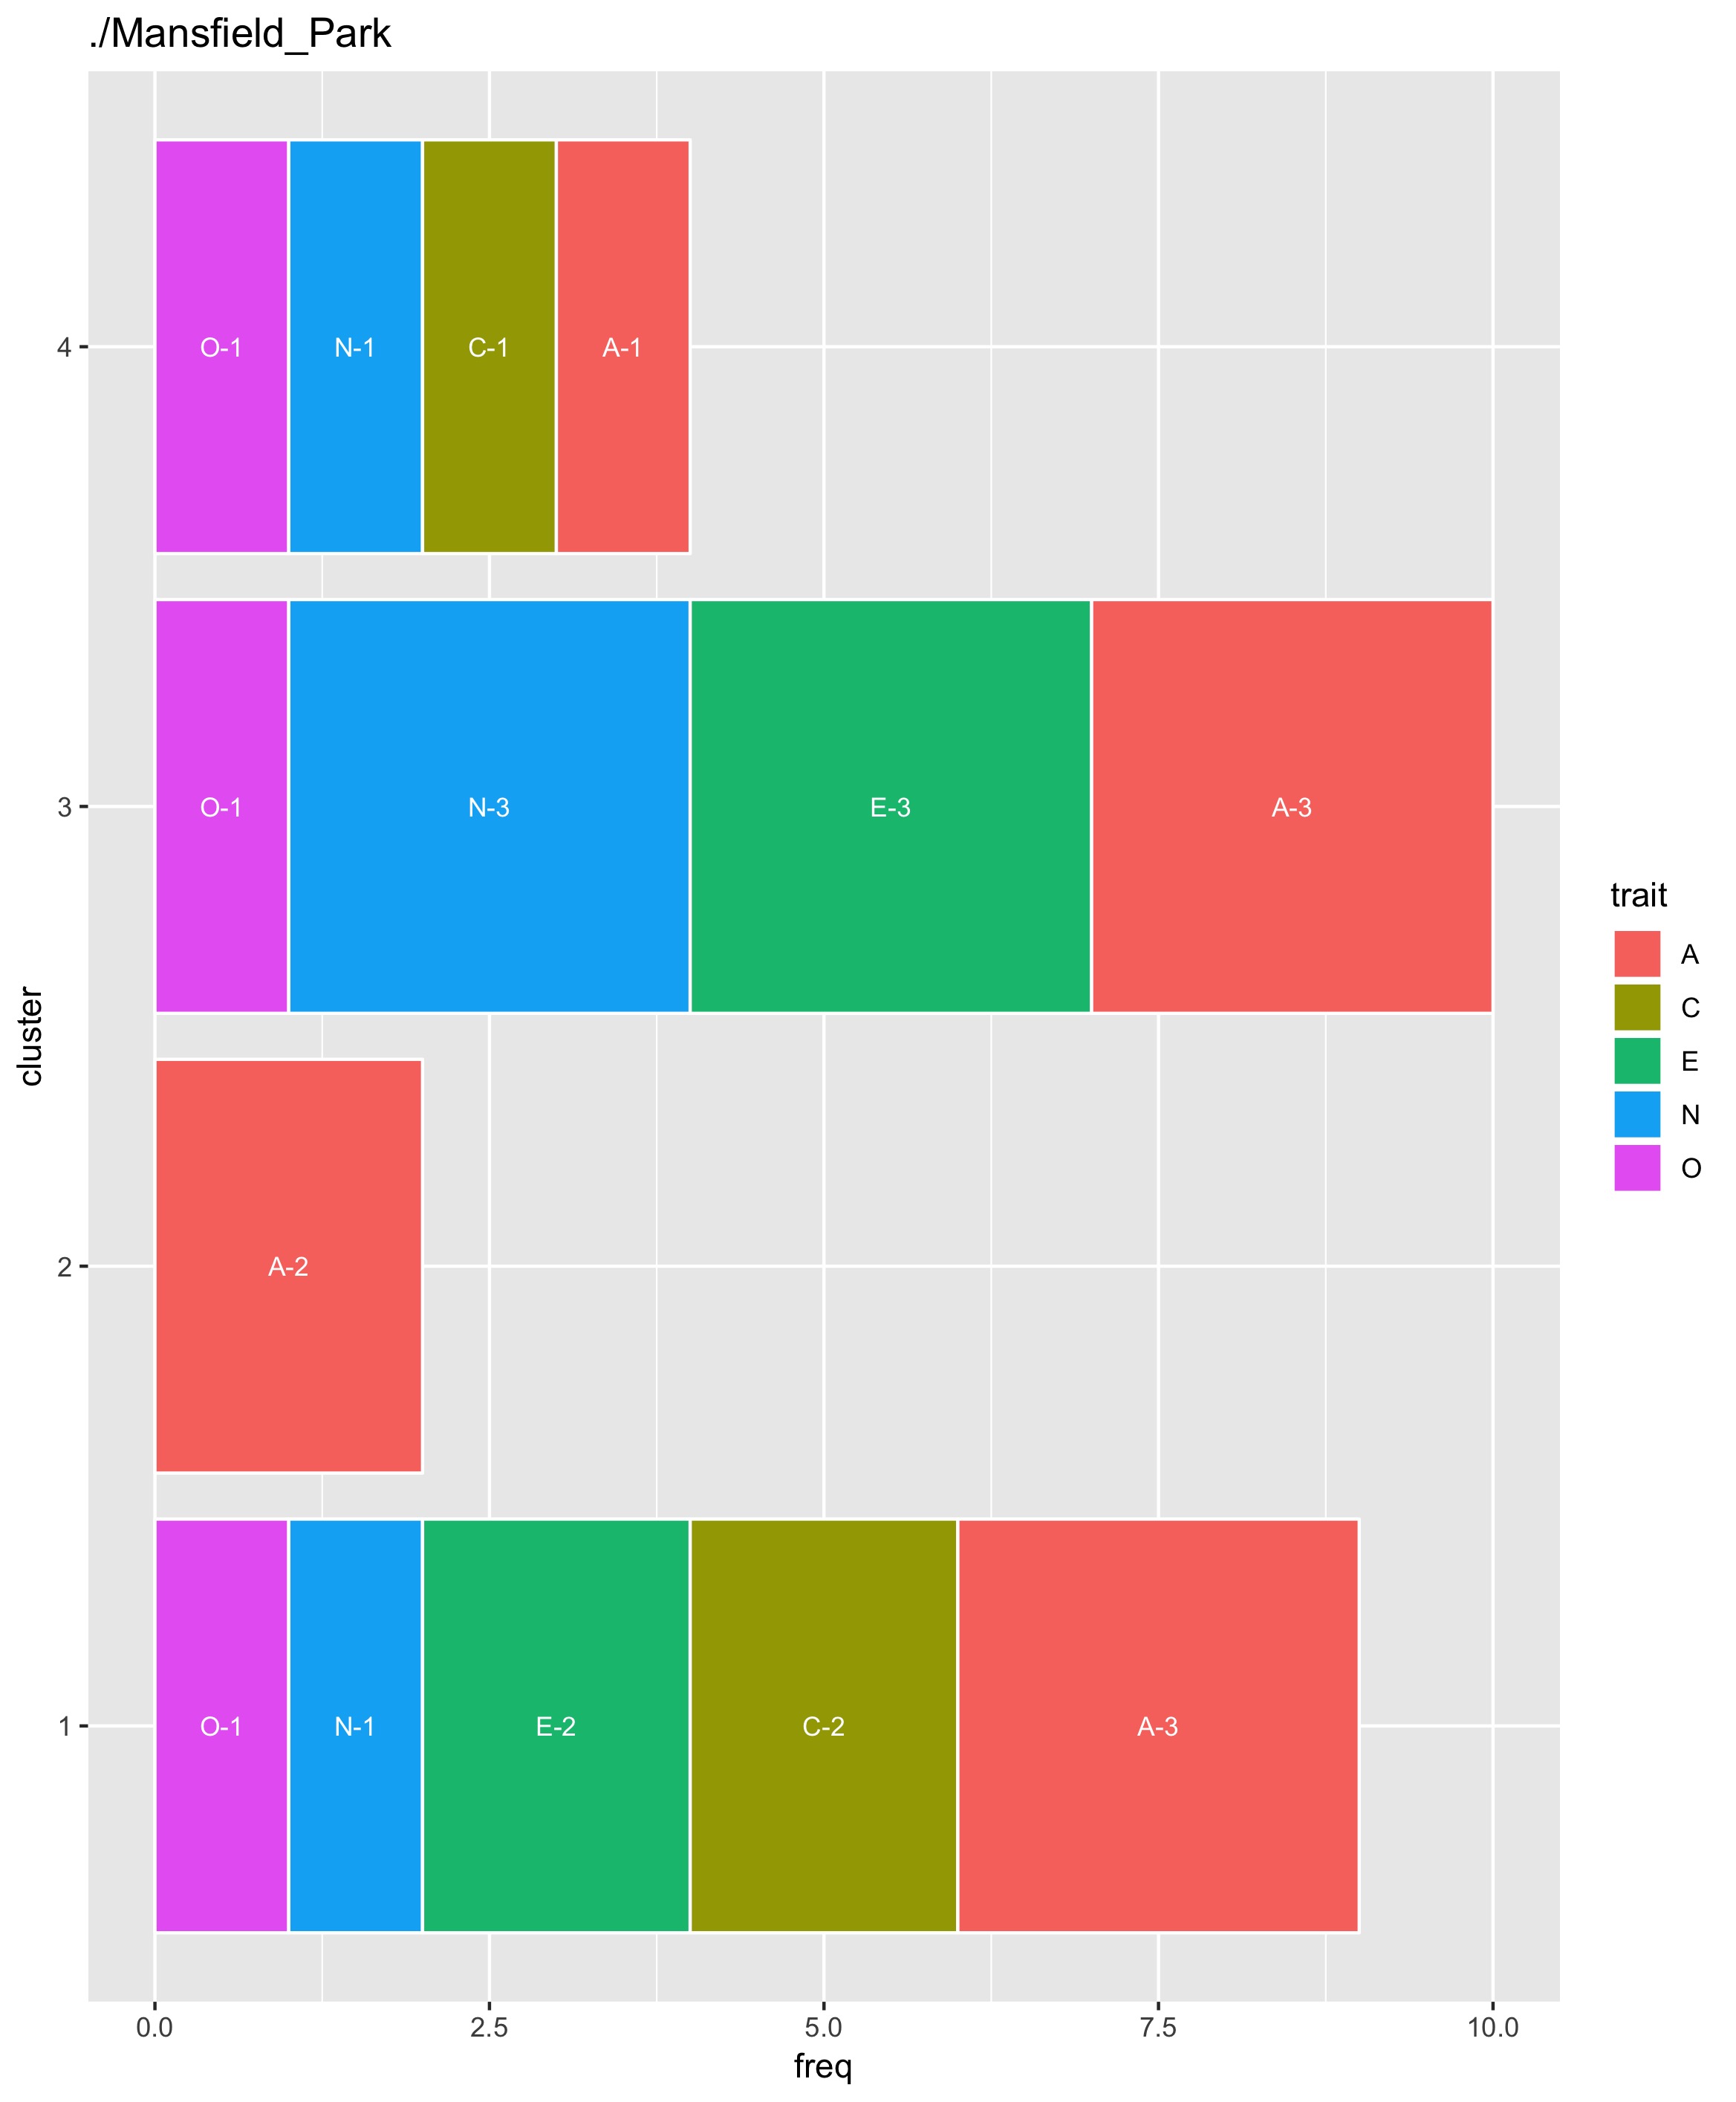 ./Mansfield_Park
cluster
4
O-1 N-1 C-1 A-1
3
O-1 N-3 E-3 A-3
2
A-2
1
O-1 N-1 E-2 C-2 A-3
0.0 2.5 5.0 7.5 10.0
freq
trait
A
C
E
N
O